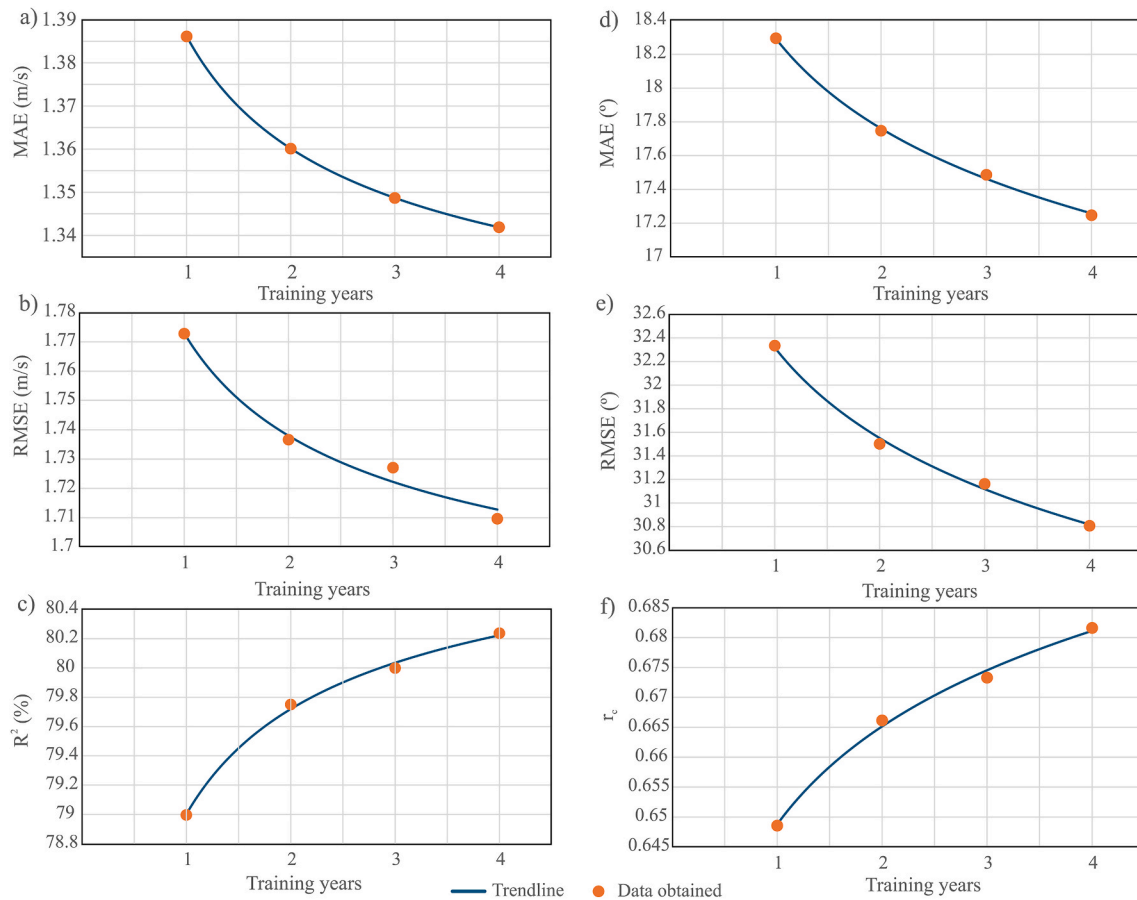 a)
1.39
1.38
1.37
1.36
1.35
1.34
MAE (m/s)
1 2 3 4
Training years
b)
1.78
1.77
1.76
1.75
1.74
1.73
1.72
1.71
1.7
RMSE (m/s)
1 2 3 4
Training years
c)
80.4
80.2
80
79.8
79.6
79.4
79.2
79
78.8
R² (%)
1 2 3 4
Training years
d)
18.4
18.2
18
17.8
17.6
17.4
17.2
17
MAE (º)
1 2 3 4
Training years
e)
32.6
32.4
32.2
32
31.8
31.6
31.4
31.2
31
30.8
30.6
RMSE (º)
1 2 3 4
Training years
f)
0.685
0.68
0.675
0.67
0.665
0.66
0.655
0.65
0.645
r_c
1 2 3 4
Training years
Trendline Data obtained